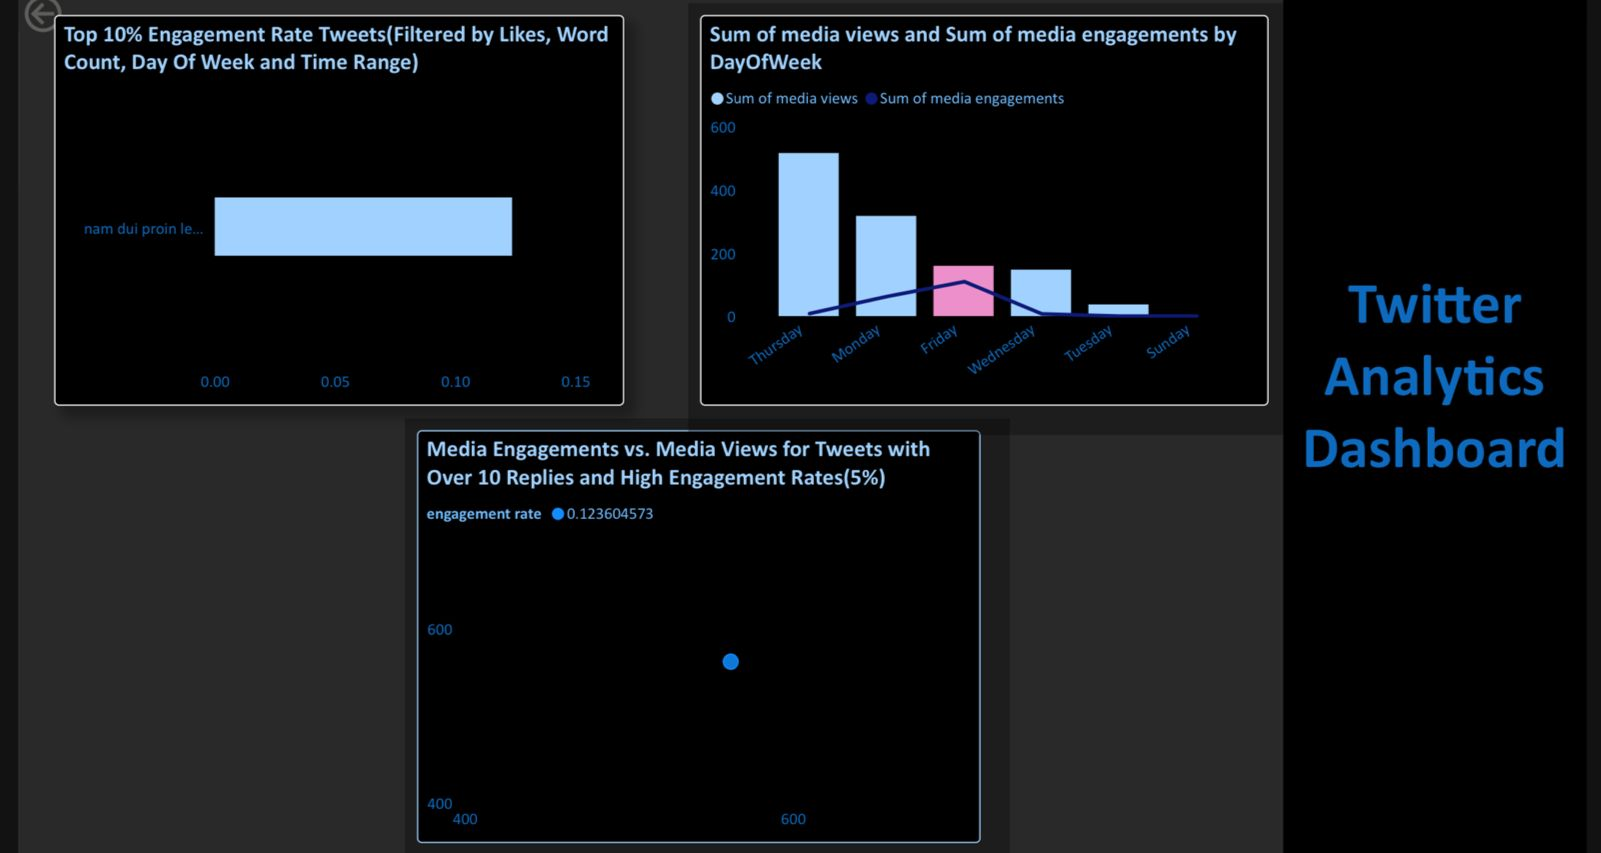 Top 10% Engagement Rate Tweets(Filtered by Likes, Word
Count, Day Of Week and Time Range)
nam dui proin le...
0.00 0.05 0.10 0.15
Sum of media views and Sum of media engagements by
DayOfWeek
Sum of media views Sum of media engagements
600
400
200
0
Thursday Monday Friday Wednesday Tuesday Sunday
Media Engagements vs. Media Views for Tweets with
Over 10 Replies and High Engagement Rates(5%)
engagement rate 0.123604573
600
400
400 600
Twitter
Analytics
Dashboard